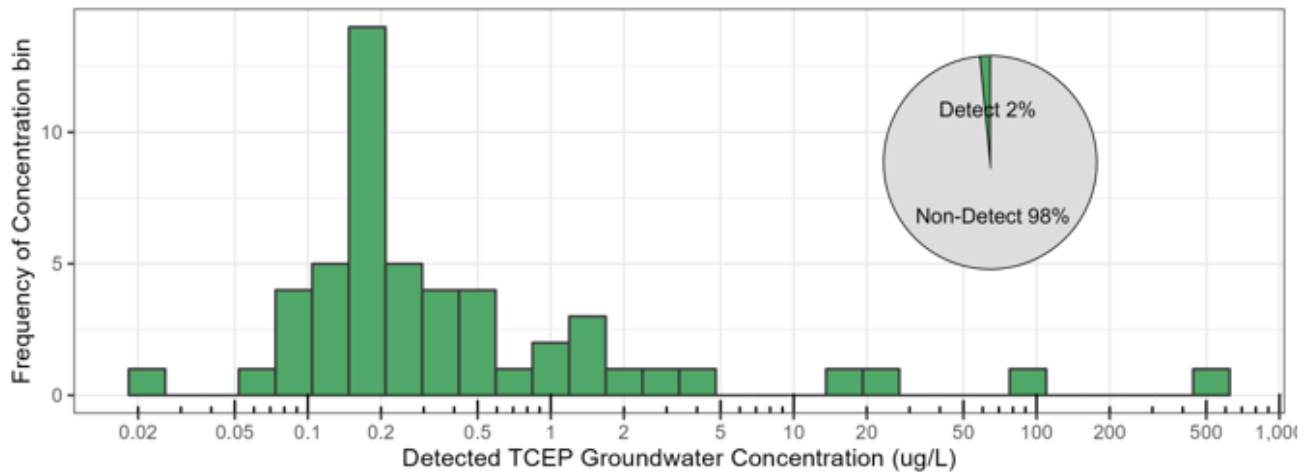 Frequency of Concentration bin
10
5
0
Detect 2%
Non-Detect 98%
0.02 0.05 0.1 0.2 0.5 1 2 5 10 20 50 100 200 500 1,00
Detected TCEP Groundwater Concentration (ug/L)